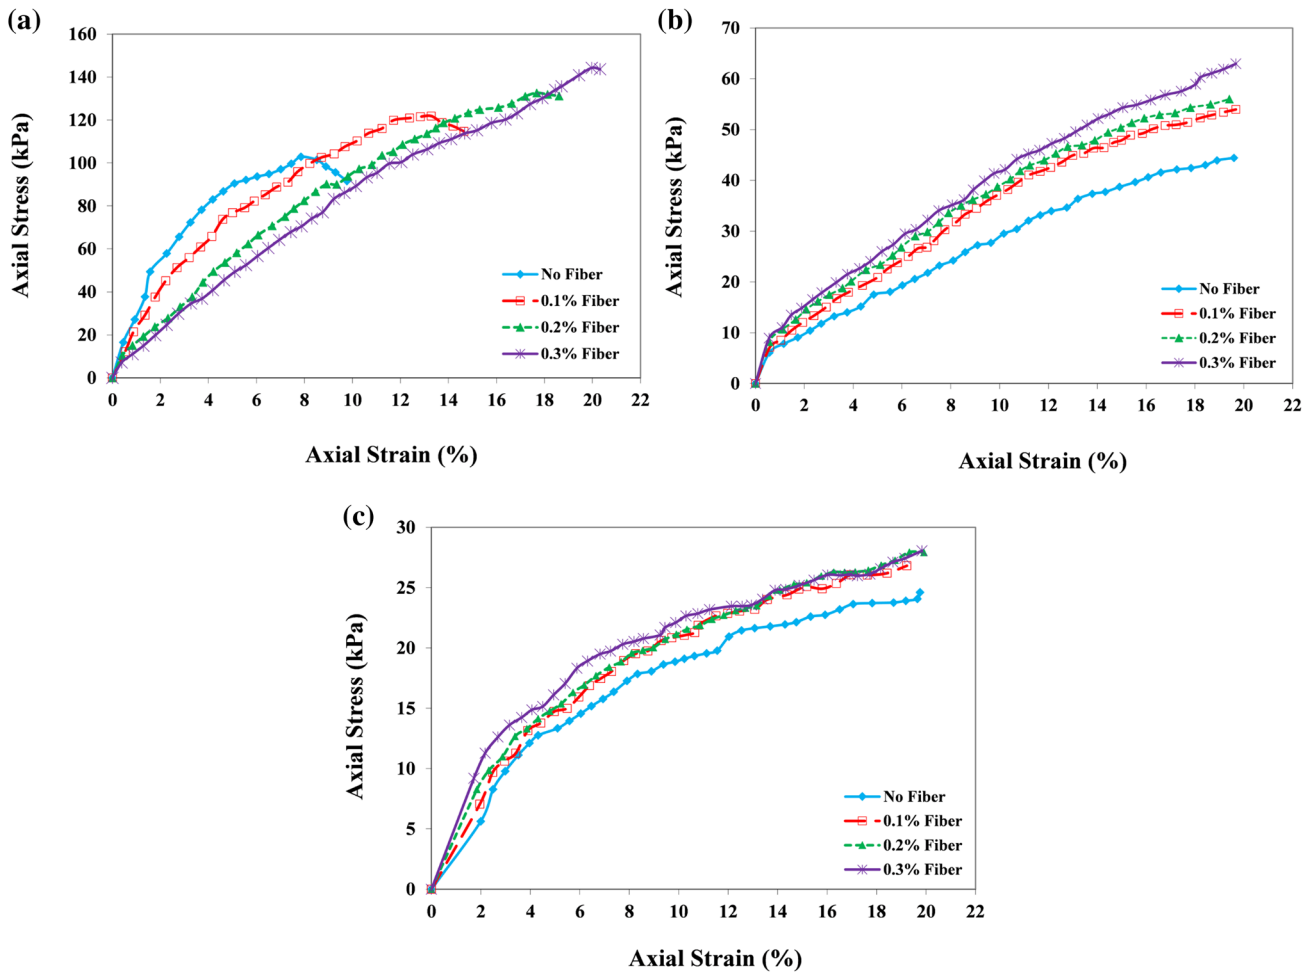 (a)
160
140
120
100
80
60
40
20
0
Axial Stress (kPa)
No Fiber
0.1% Fiber
0.2% Fiber
0.3% Fiber
0 2 4 6 8 10 12 14 16 18 20 22
Axial Strain (%)
(b)
70
60
50
40
30
20
10
0
Axial Stress (kPa)
No Fiber
0.1% Fiber
0.2% Fiber
0.3% Fiber
0 2 4 6 8 10 12 14 16 18 20 22
Axial Strain (%)
(c)
30
25
20
15
10
5
0
Axial Stress (kPa)
No Fiber
0.1% Fiber
0.2% Fiber
0.3% Fiber
0 2 4 6 8 10 12 14 16 18 20 22
Axial Strain (%)